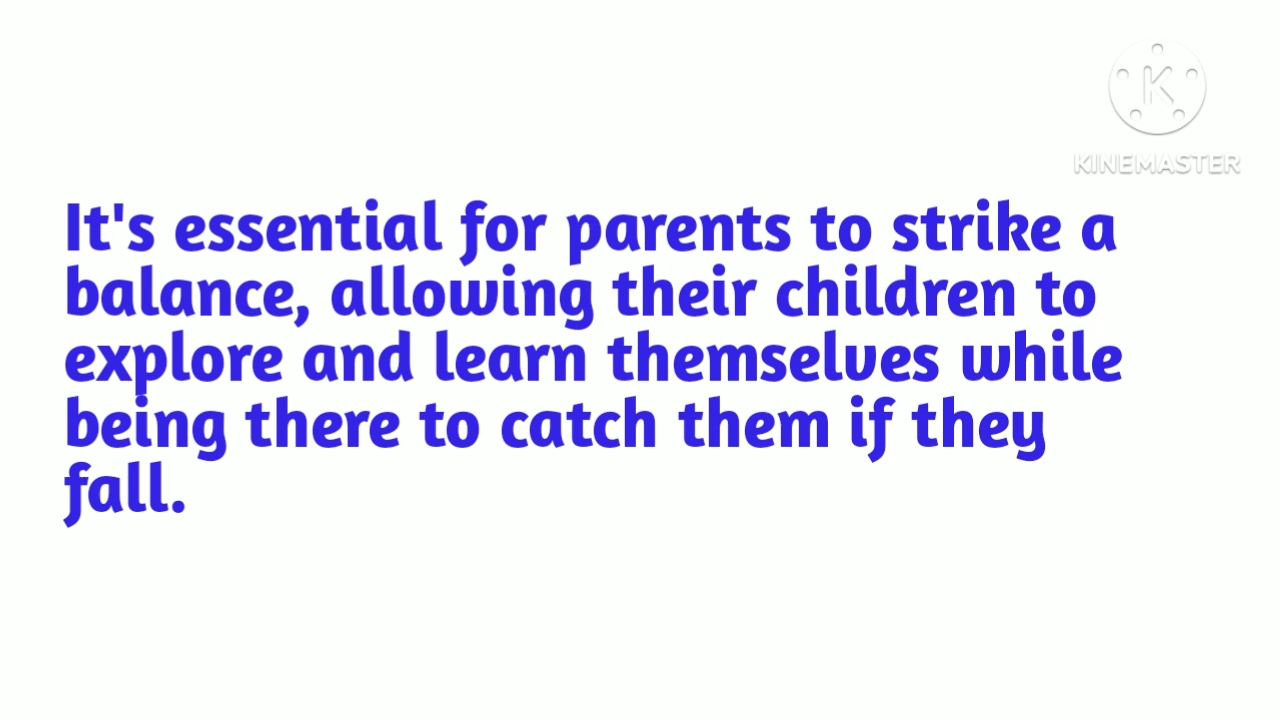 KINEMASTER
It's essential for parents to strike a
balance, allowing their children to
explore and learn themselves while
being there to catch them if they
fall.